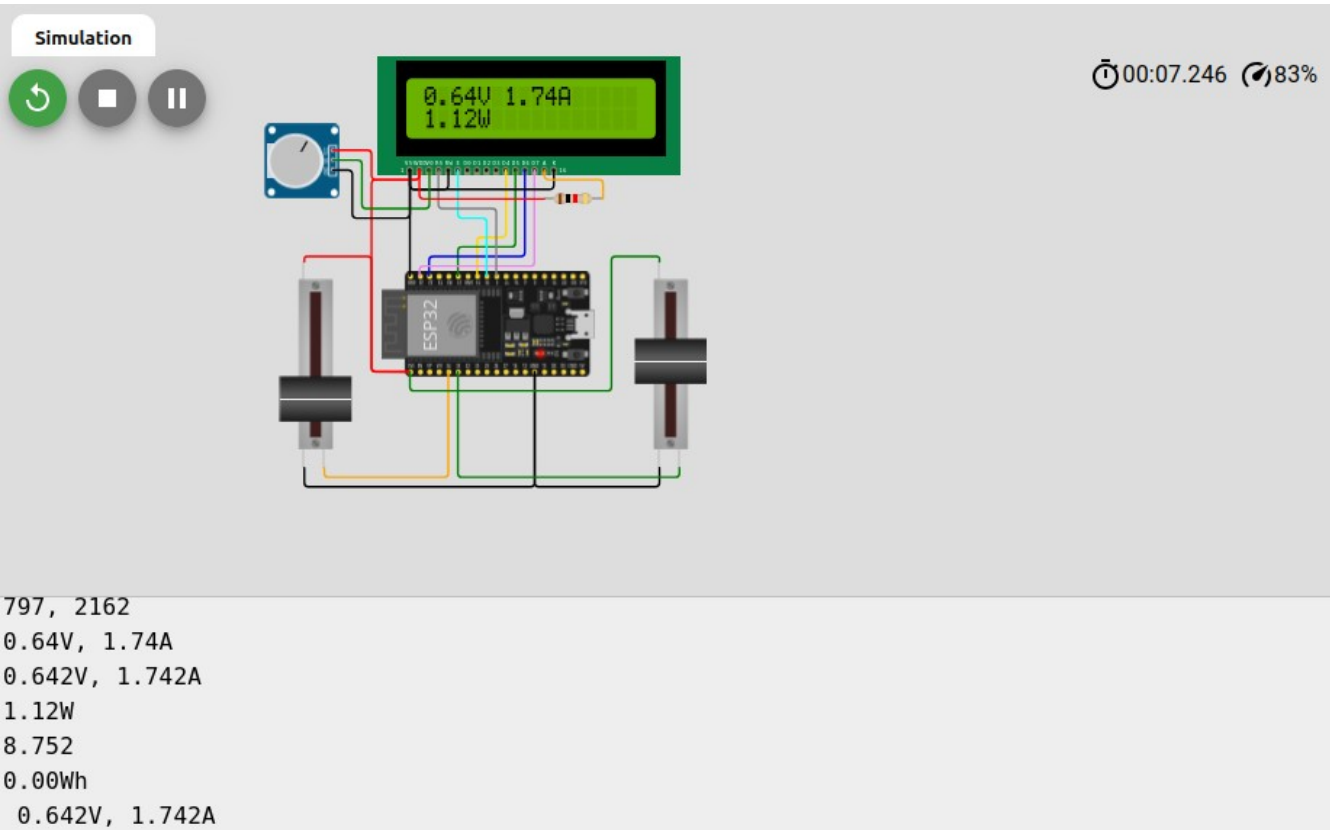 Simulation
00:07.246 83%
0.64V 1.74A
1.12W
ESP32
797, 2162
0.64V, 1.74A
0.642V, 1.742A
1.12W
8.752
0.00Wh
0.642V, 1.742A